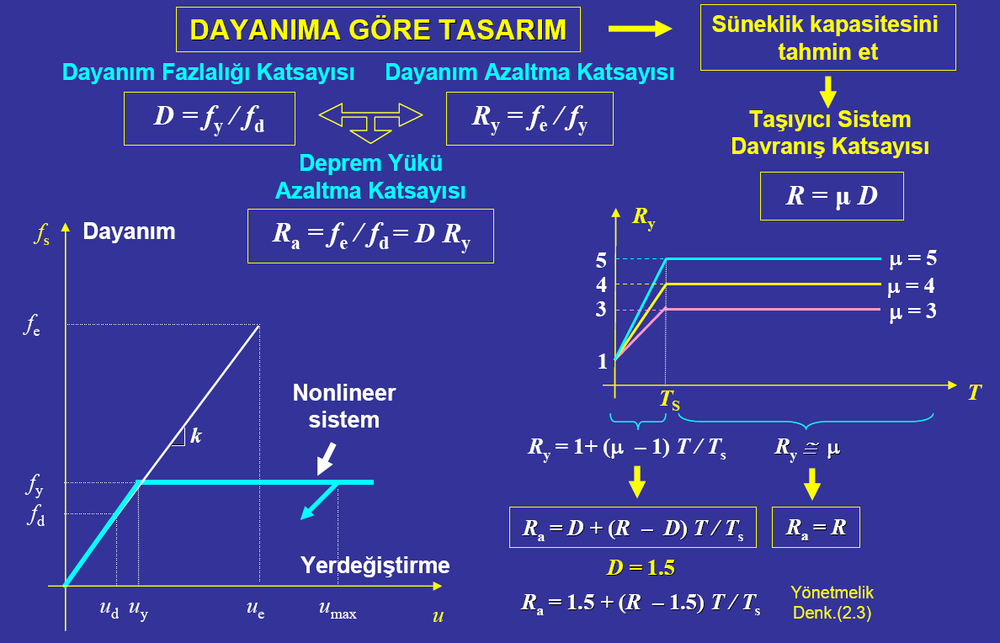 DAYANIMA GÖRE TASARIM
Süneklik kapasitesini
tahmin et
Dayanım Fazlalığı Katsayısı
Dayanım Azaltma Katsayısı
D = fy / fd
Ry = fe / fy
Taşıyıcı Sistem
Davranış Katsayısı
Deprem Yükü
Azaltma Katsayısı
R = μ D
Ra = fe / fd = D Ry
fs
Dayanım
fe
k
Nonlineer
sistem
fy
fd
Yerdeğiştirme
ud
uy
ue
umax
u
Ry
5
μ = 5
4
μ = 4
3
μ = 3
1
TS
T
Ry = 1+ (μ – 1) T / Ts
Ry ≅ μ
Ra = D + (R – D) T / Ts
Ra = R
D = 1.5
Ra = 1.5 + (R – 1.5) T / Ts
Yönetmelik
Denk.(2.3)